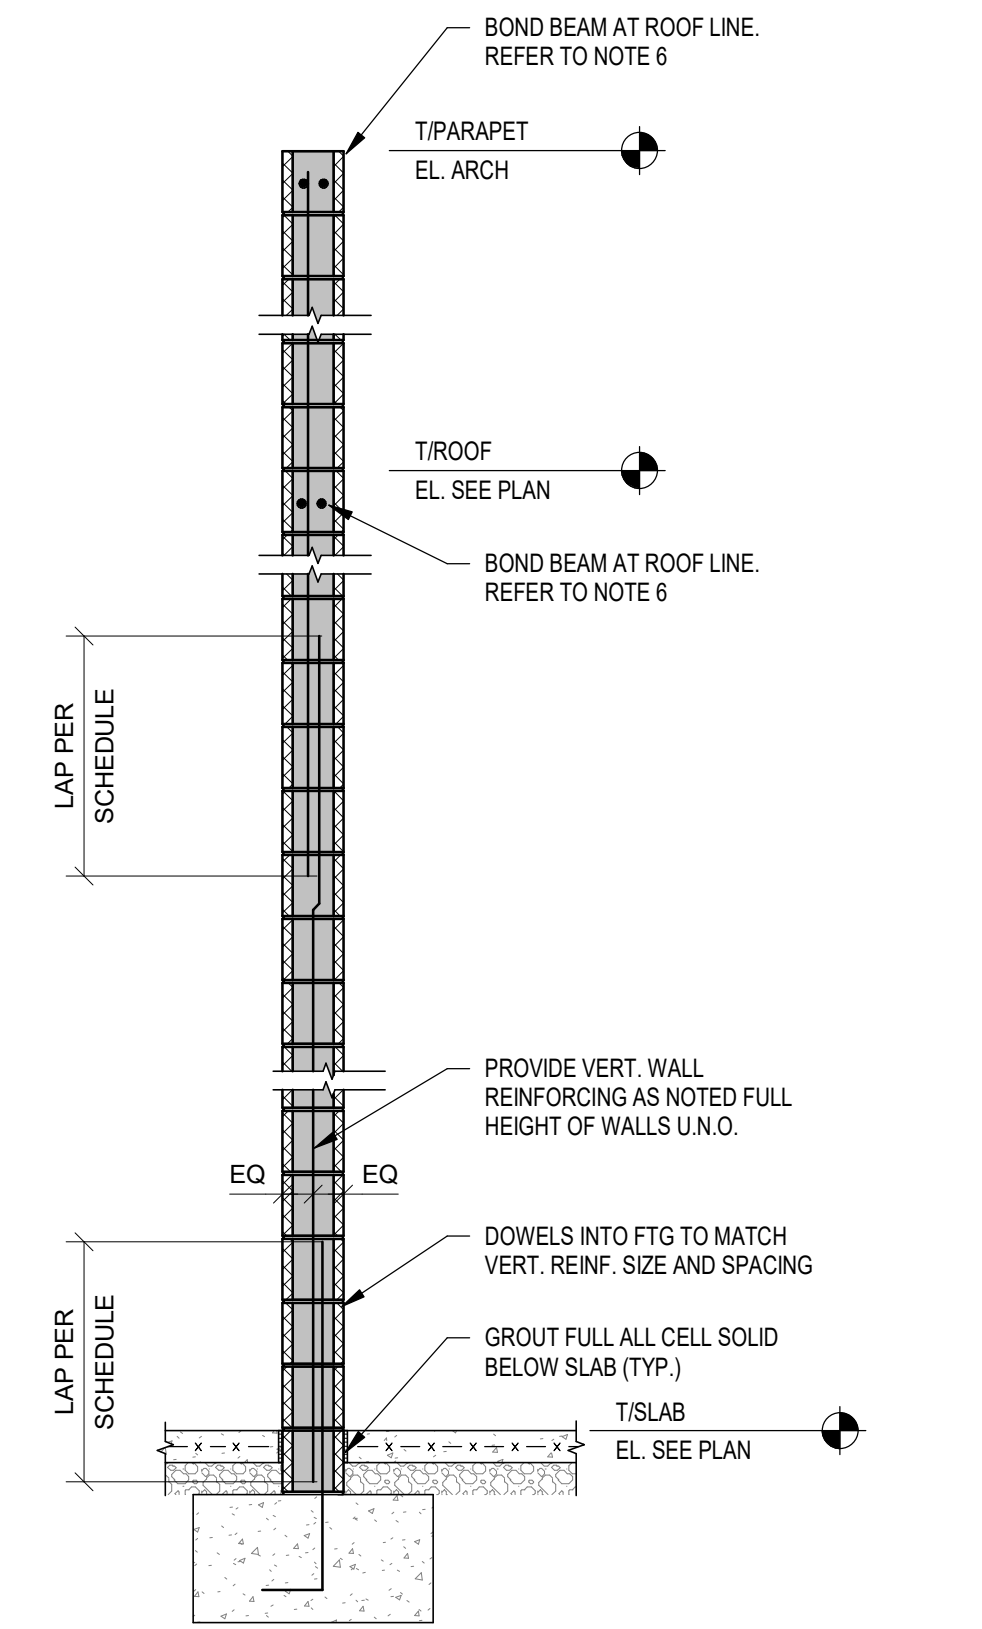 BOND BEAM AT ROOF LINE.
REFER TO NOTE 6
T/PARAPET
EL. ARCH
T/ROOF
EL. SEE PLAN
BOND BEAM AT ROOF LINE.
REFER TO NOTE 6
LAP PER
SCHEDULE
PROVIDE VERT. WALL
REINFORCING AS NOTED FULL
HEIGHT OF WALLS U.N.O.
EQ
EQ
DOWELS INTO FTG TO MATCH
VERT. REINF. SIZE AND SPACING
LAP PER
SCHEDULE
GROUT FULL ALL CELL SOLID
BELOW SLAB (TYP.)
T/SLAB
EL. SEE PLAN